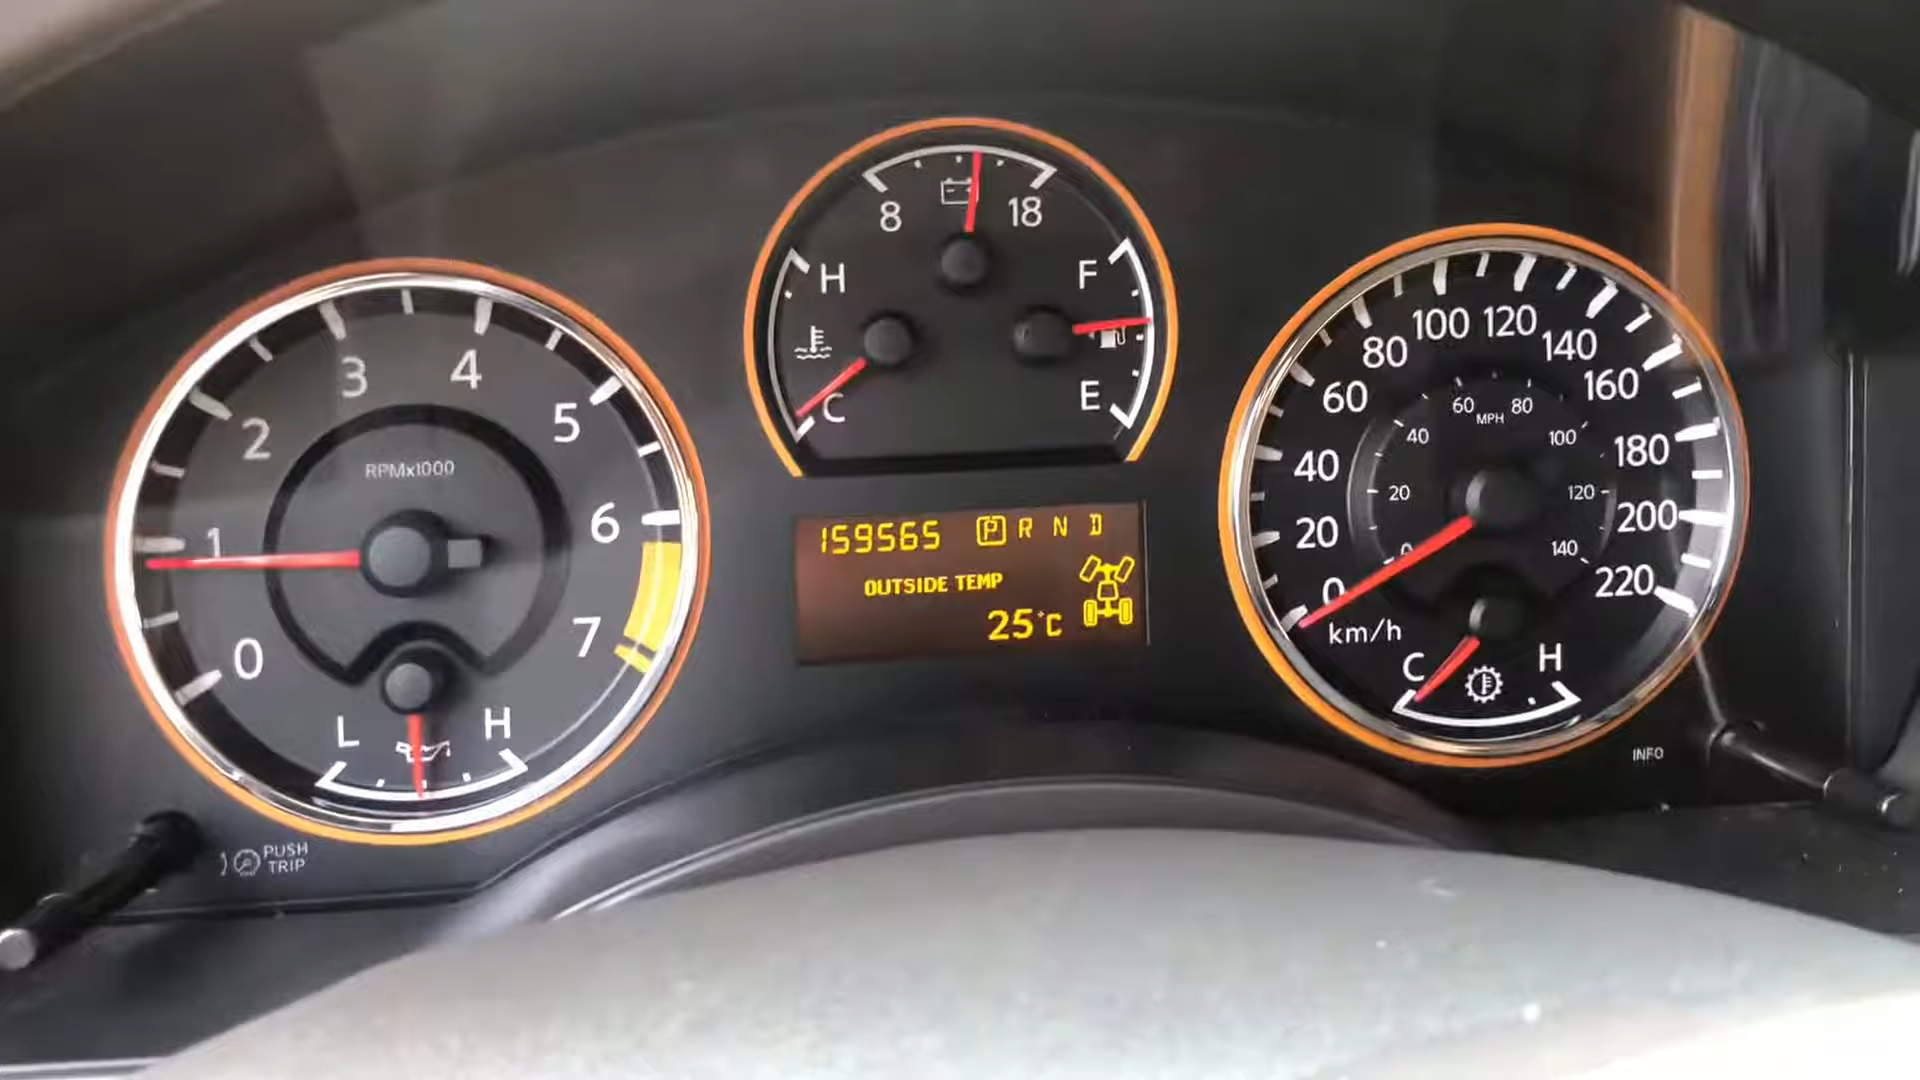 8 18
H
F
C
E
RPMx1000
0 1 2 3 4 5 6 7
L H
PUSH
TRIP
159565 P R N D
OUTSIDE TEMP
25°C
0 20 40 60 80 100 120 140 160 180 200 220
km/h
0 20 40 60 80 100 120 140
MPH
C H
INFO